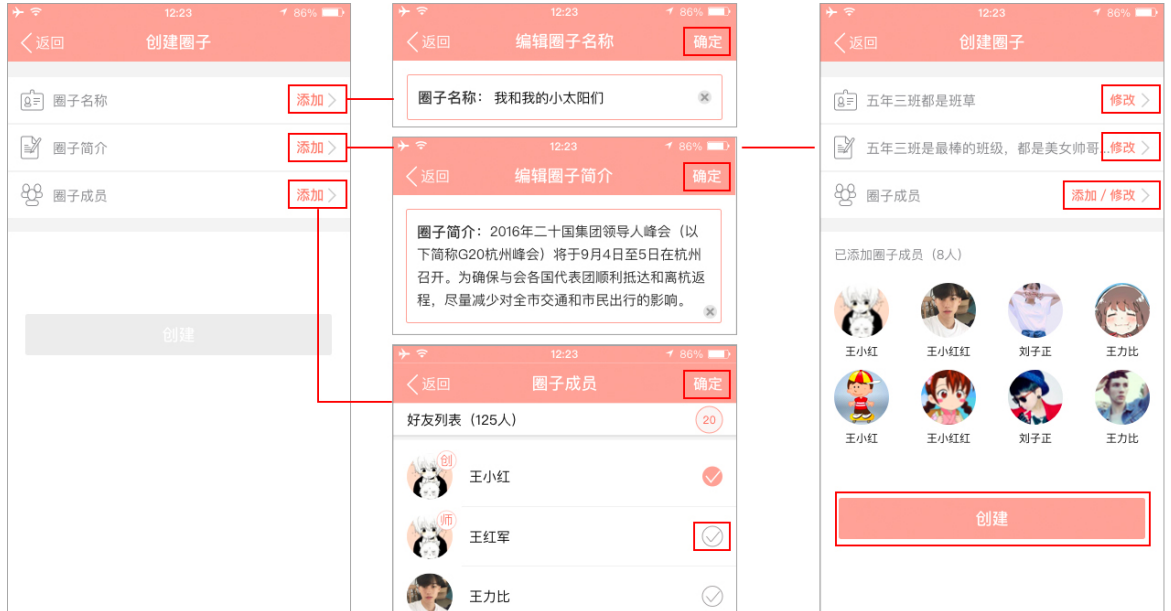 12:23
86%
返回
创建圈子
圈子名称
添加
圈子简介
添加
圈子成员
添加
创建
12:23
86%
返回
编辑圈子名称
确定
圈子名称： 我和我的小太阳们
12:23
86%
返回
编辑圈子简介
确定
圈子简介：2016年二十国集团领导人峰会（以
下简称G20杭州峰会）将于9月4日至5日在杭州
召开。为确保与会各国代表团顺利抵达和离杭返
程，尽量减少对全市交通和市民出行的影响。
12:23
86%
返回
圈子成员
确定
好友列表（125人）
20
创
王小红
师
王红军
王力比
12:23
86%
返回
创建圈子
五年三班都是班草
修改
五年三班是最棒的班级，都是美女帅哥...
修改
圈子成员
添加 / 修改
已添加圈子成员（8人）
王小红 王小红红 刘子正 王力比
王小红 王小红红 刘子正 王力比
创建